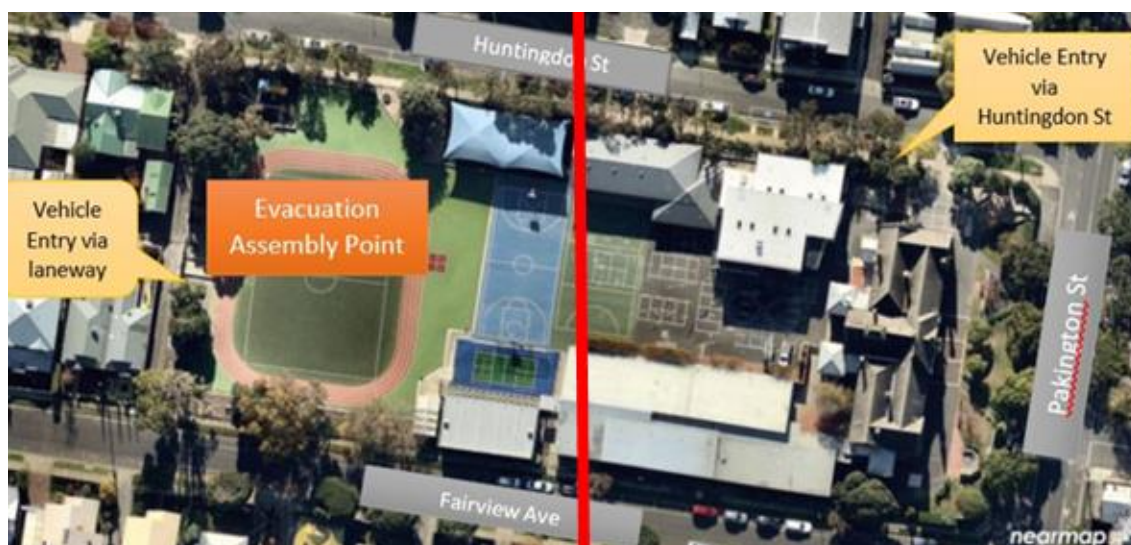 Huntingdon St
Vehicle Entry
via
Huntingdon St
Vehicle
Entry via
laneway
Evacuation
Assembly Point
Pakington St
Fairview Ave
nearmap